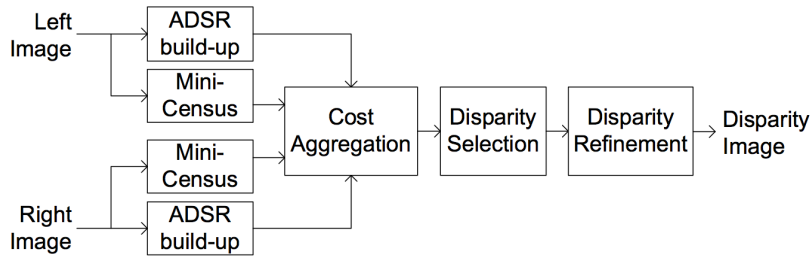 Left
Image
ADSR
build-up
Mini-
Census
Cost
Aggregation
Disparity
Selection
Disparity
Refinement
Disparity
Image
Mini-
Census
Right
Image
ADSR
build-up